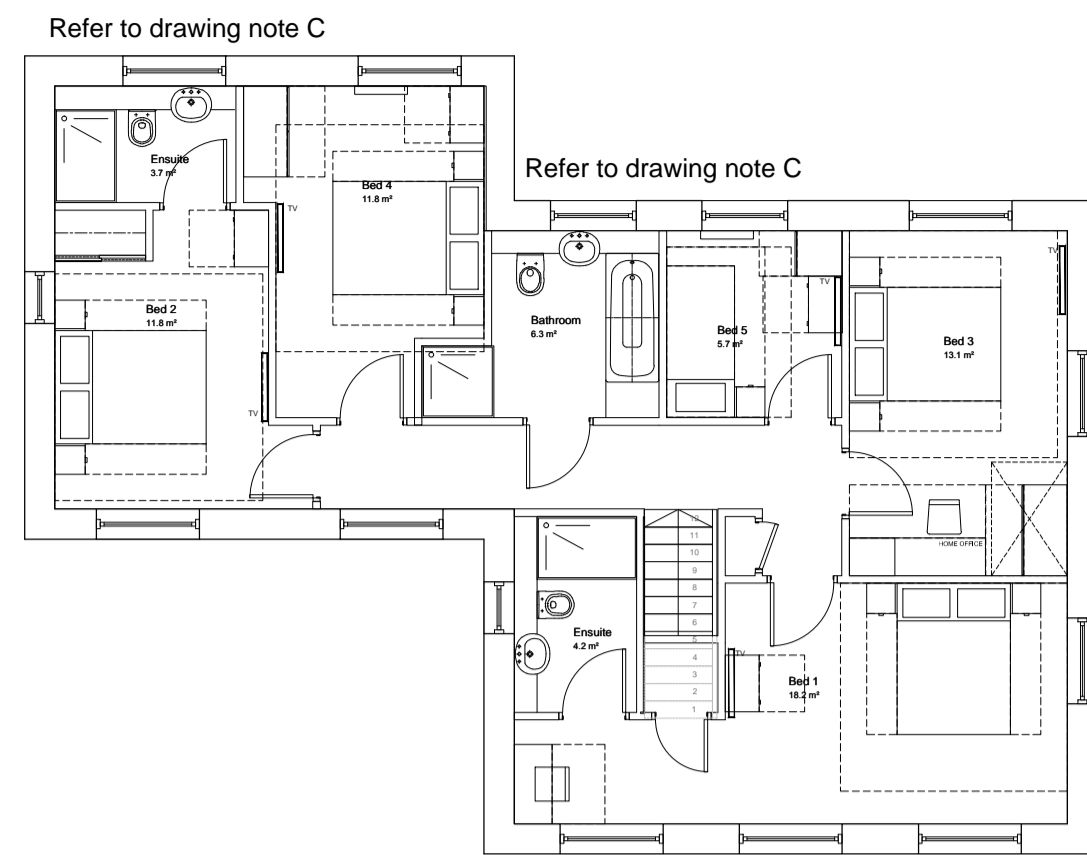 Refer to drawing note C
Ensuite
3.7 m²
Bed 4
11.8 m²
TV
Refer to drawing note C
Bed 2
11.8 m²
TV
Bathroom
6.3 m²
Bed 5
5.7 m²
TV
Bed 3
13.1 m²
TV
HOME OFFICE
12
11
10
9
8
7
6
5
4
3
2
1
Ensuite
4.2 m²
TV
Bed 1
18.2 m²